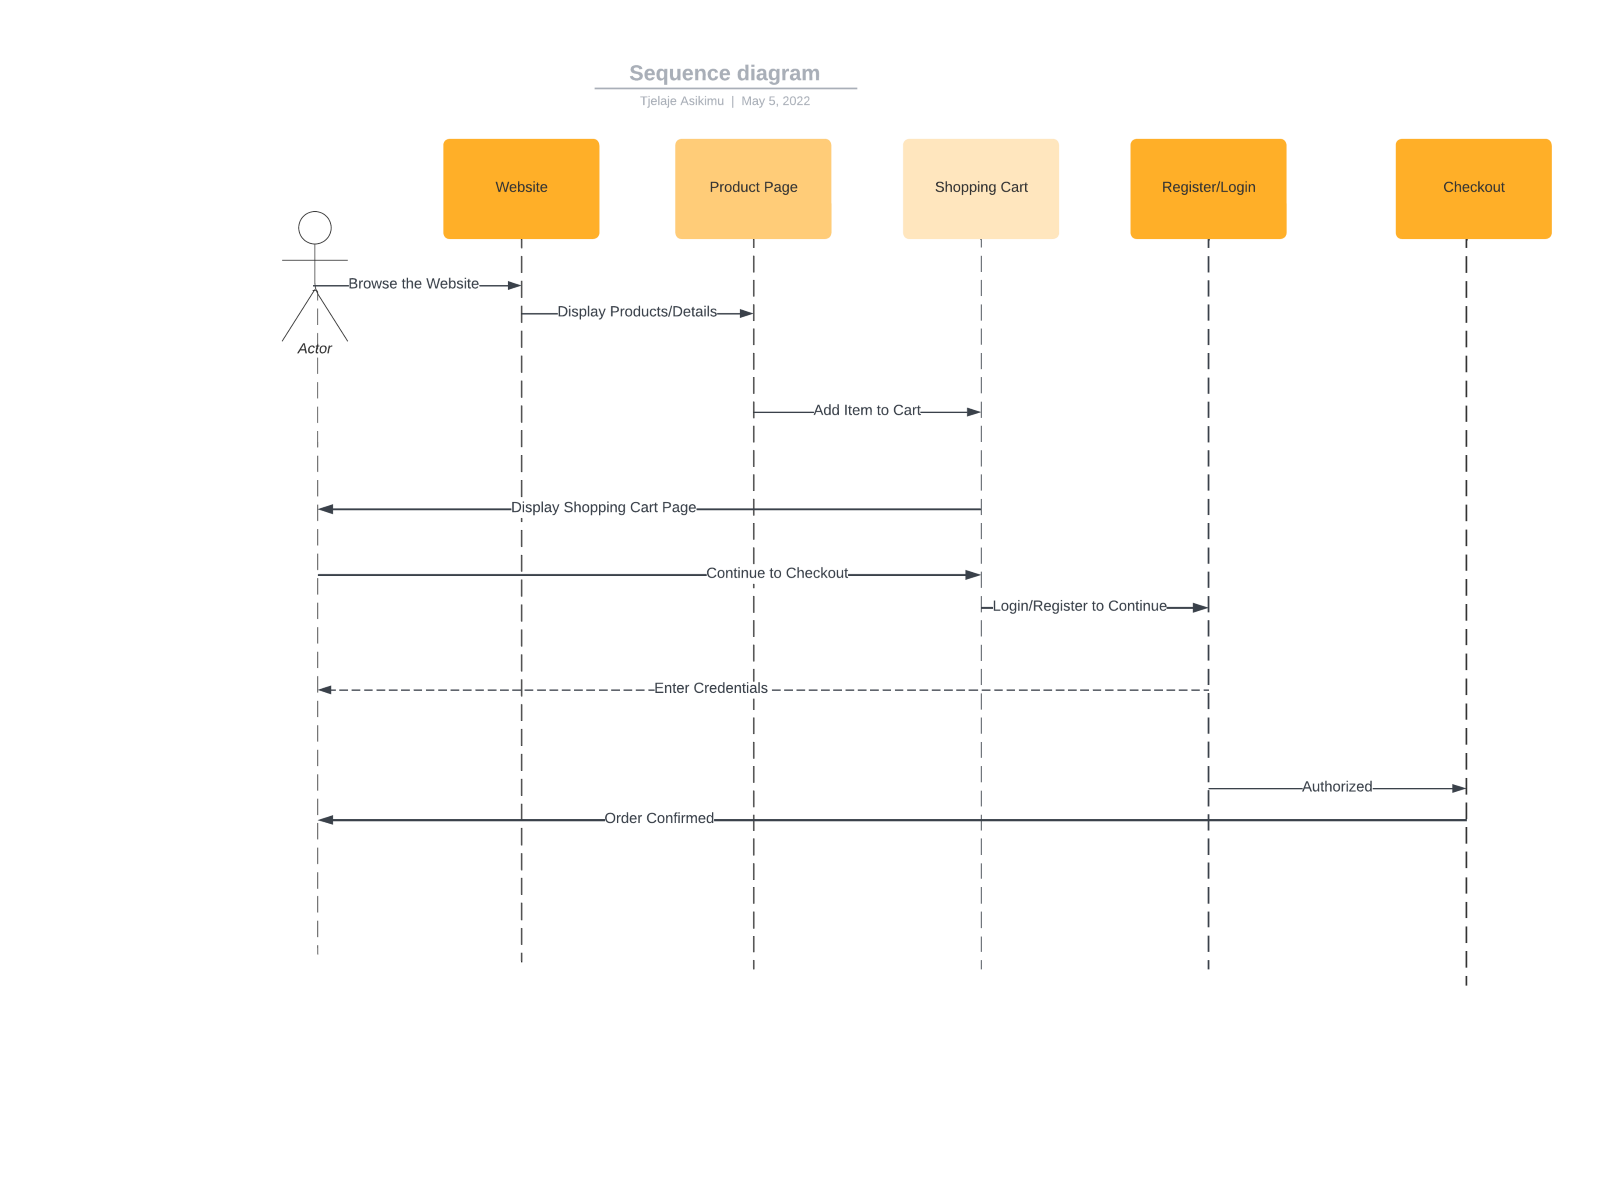 Sequence diagram
Tjelaje Asikimu | May 5, 2022
Website
Product Page
Shopping Cart
Register/Login
Checkout
Browse the Website
Display Products/Details
Actor
Add Item to Cart
Display Shopping Cart Page
Continue to Checkout
Login/Register to Continue
Enter Credentials
Authorized
Order Confirmed